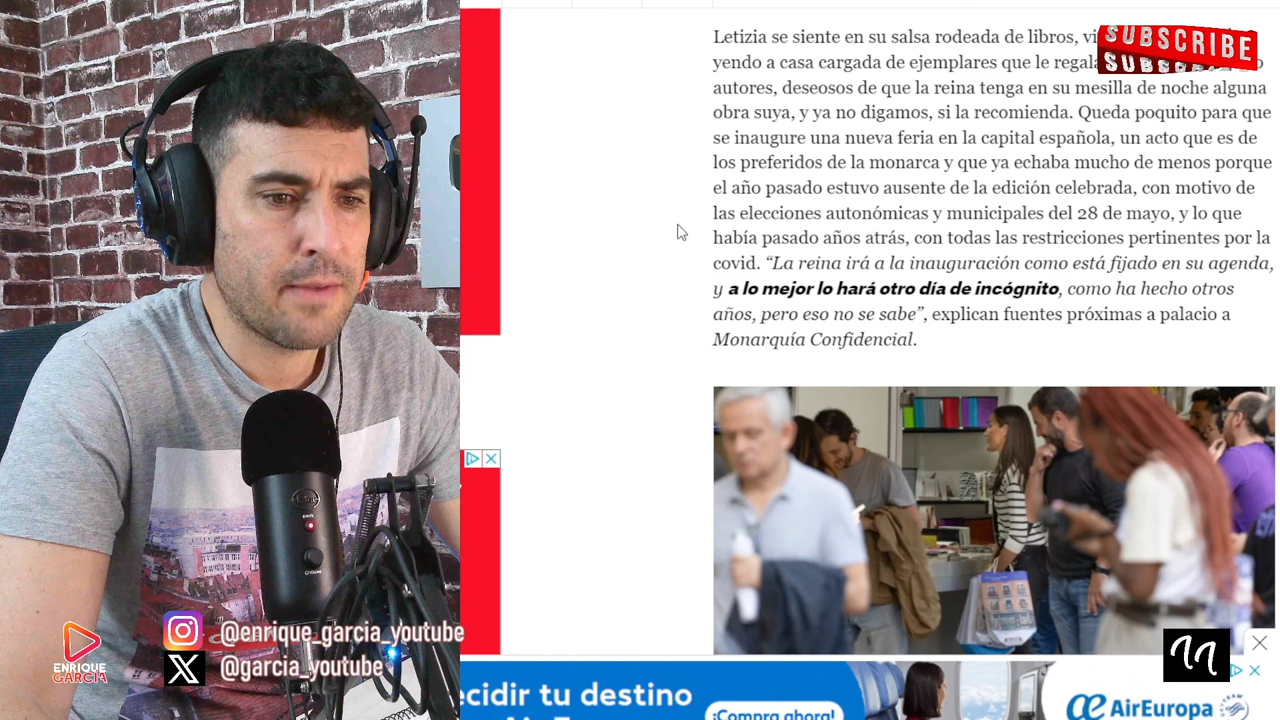 Letizia se siente en su salsa rodeada de libros,
SUBSCRIBE
yendo a casa cargada de ejemplares que le
autores, deseosos de que la reina tenga en su mesilla de noche alguna
obra suya, y ya no digamos, si la recomienda. Queda poquito para que
se inaugure una nueva feria en la capital española, un acto que es de
los preferidos de la monarca y que ya echaba mucho de menos porque
el año pasado estuvo ausente de la edición celebrada, con motivo de
las elecciones autonómicas y municipales del 28 de mayo, y lo que
había pasado años atrás, con todas las restricciones pertinentes por la
covid. “La reina irá a la inauguración como está fijado en su agenda,
y a lo mejor lo hará otro día de incógnito, como ha hecho otros
años, pero eso no se sabe”, explican fuentes próximas a palacio a
Monarquía Confidencial.
@enrique_garcia_youtube
@garcia_youtube
ENRIQUE
GARCIA
ecidir tu destino
¡Compra ahora!
AirEuropa